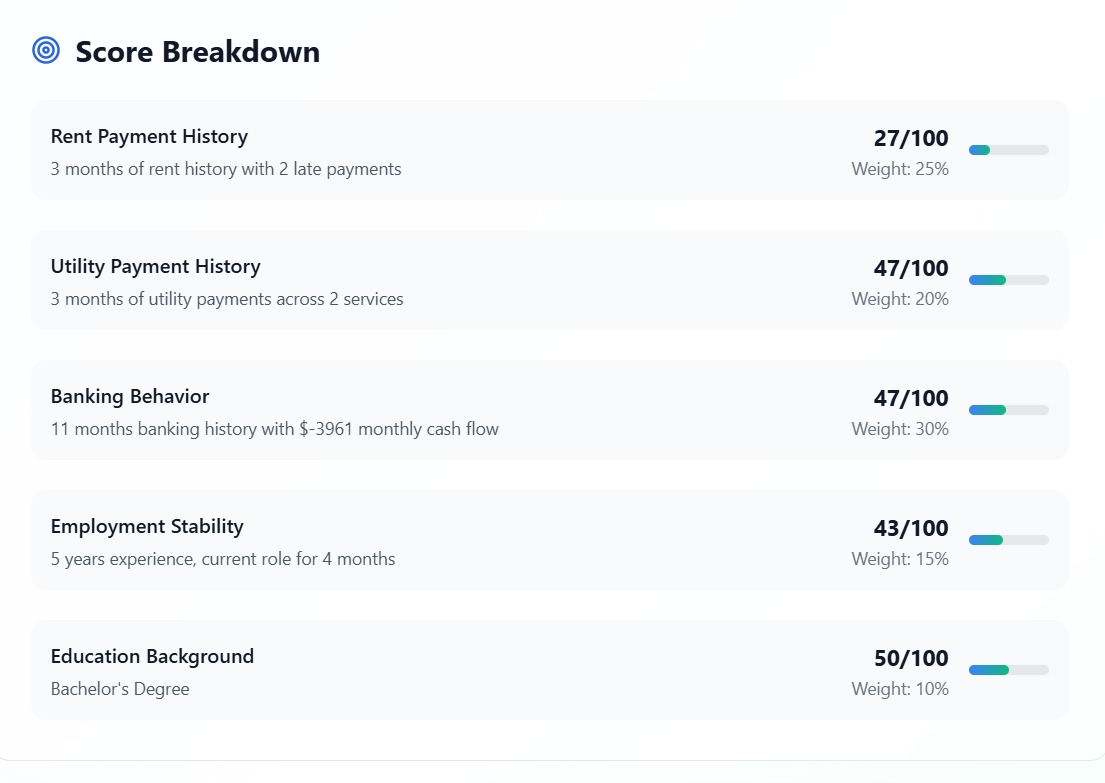 Score Breakdown
Rent Payment History
27/100
3 months of rent history with 2 late payments
Weight: 25%
Utility Payment History
47/100
3 months of utility payments across 2 services
Weight: 20%
Banking Behavior
47/100
11 months banking history with $-3961 monthly cash flow
Weight: 30%
Employment Stability
43/100
5 years experience, current role for 4 months
Weight: 15%
Education Background
50/100
Bachelor's Degree
Weight: 10%